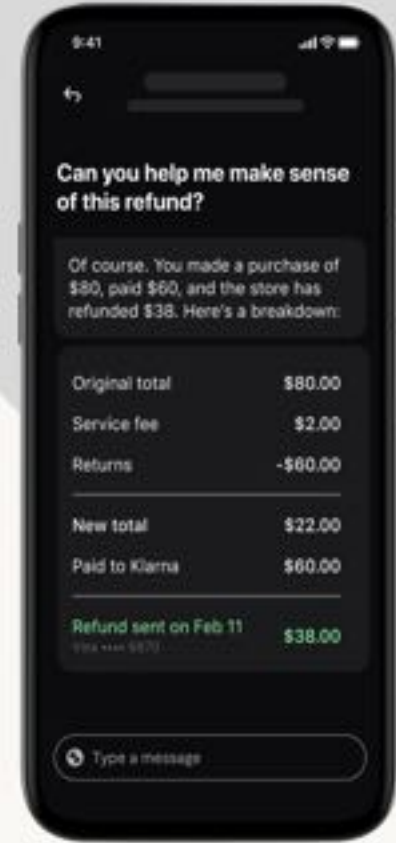 9:41
Can you help me make sense
of this refund?
Of course. You made a purchase of
$80, paid $60, and the store has
refunded $38. Here's a breakdown:
Original total $80.00
Service fee $2.00
Returns -$60.00
New total $22.00
Paid to Klarna $60.00
Refund sent on Feb 11 $38.00
Visa ••••
Type a message